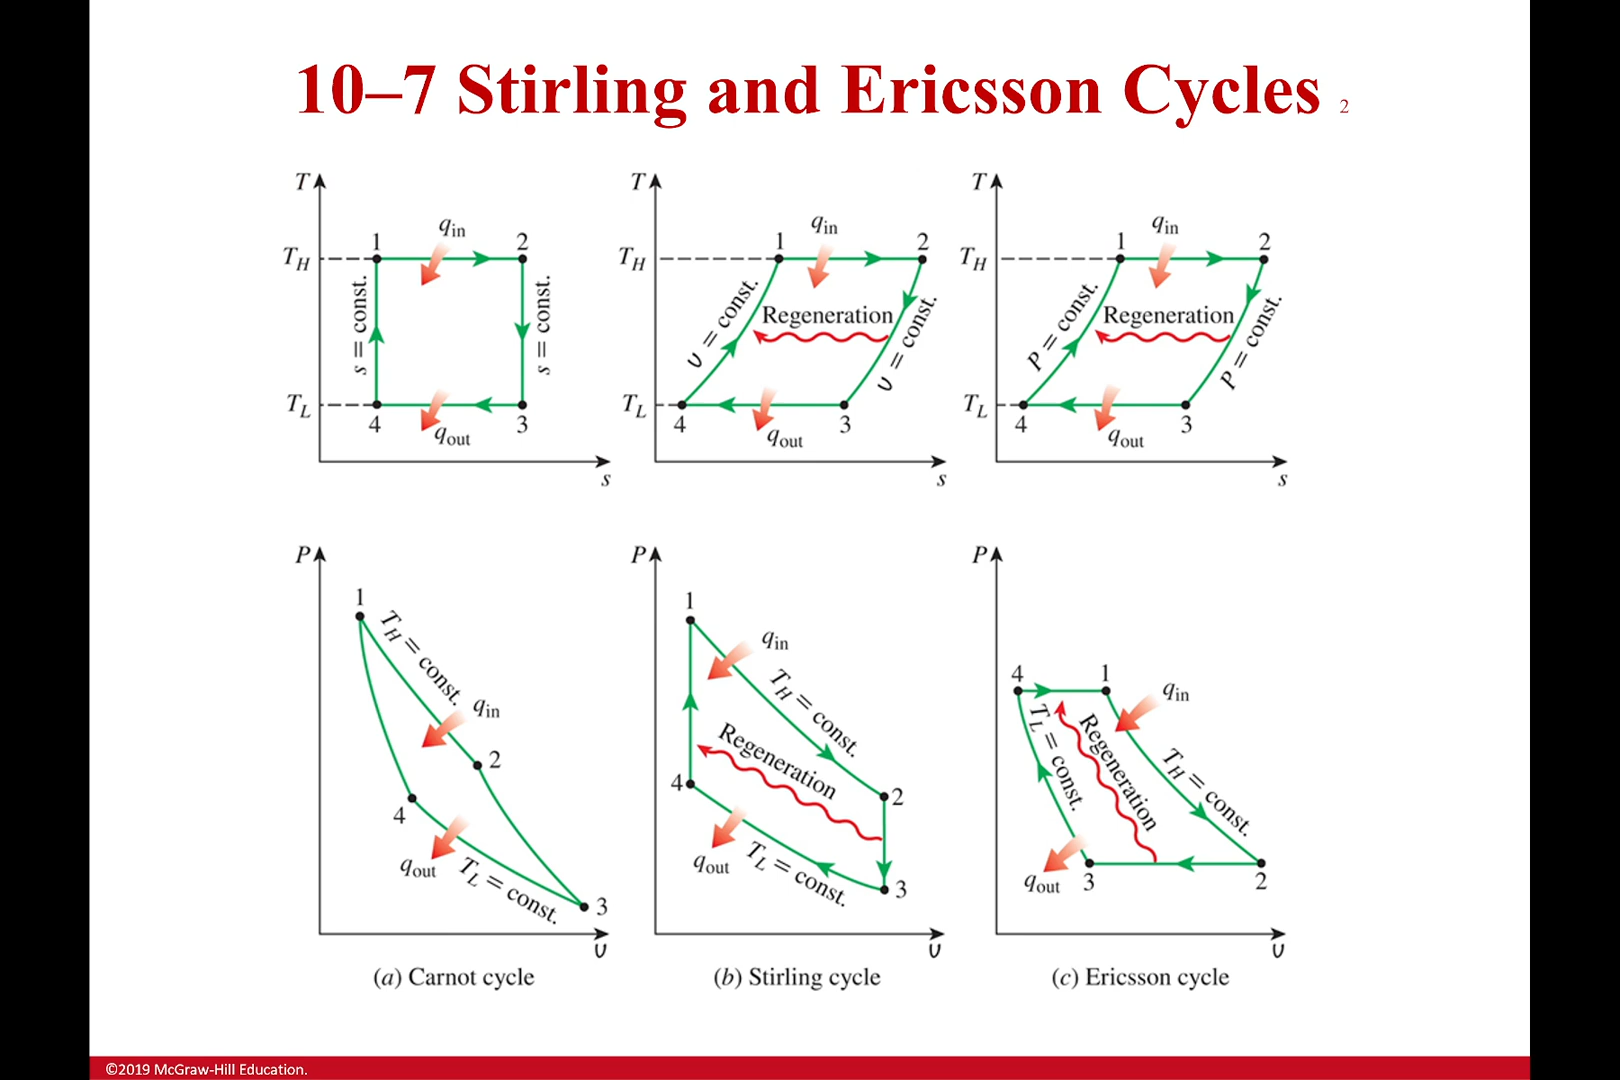 10–7 Stirling and Ericsson Cycles 2
T
q_in
1
2
T_H
s = const.
s = const.
T_L
4
q_out
3
s
T
q_in
1
2
T_H
υ = const.
Regeneration
υ = const.
T_L
4
q_out
3
s
T
q_in
1
2
T_H
P = const.
Regeneration
P = const.
T_L
4
q_out
3
s
P
1
T_H = const.
q_in
2
4
q_out
T_L = const.
3
υ
(a) Carnot cycle
P
1
q_in
T_H = const.
Regeneration
4
2
q_out
T_L = const.
3
υ
(b) Stirling cycle
P
4
1
q_in
T_L = const.
Regeneration
T_H = const.
q_out
3
2
υ
(c) Ericsson cycle
©2019 McGraw-Hill Education.